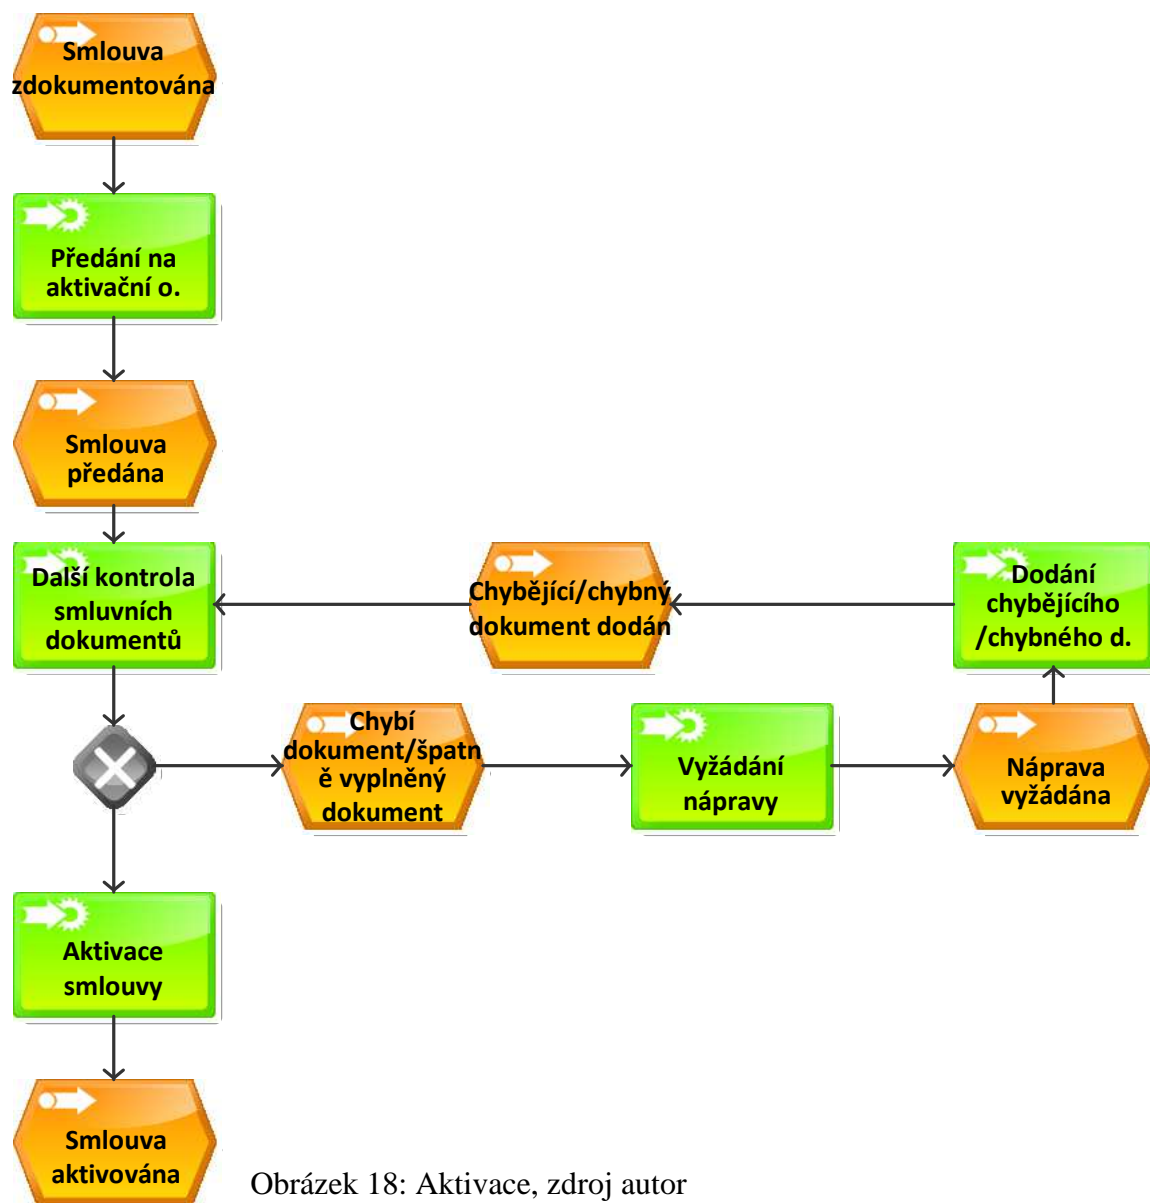 Smlouva
zdokumentována
Předání na
aktivační o.
Smlouva
předána
Další kontrola
smluvních
dokumentů
Chybějící/chybný
dokument dodán
Dodání
chybějícího
/chybného d.
Chybí
dokument/špatn
ě vyplněný
dokument
Vyžádání
nápravy
Náprava
vyžádána
Aktivace
smlouvy
Smlouva
aktivována
Obrázek 18: Aktivace, zdroj autor